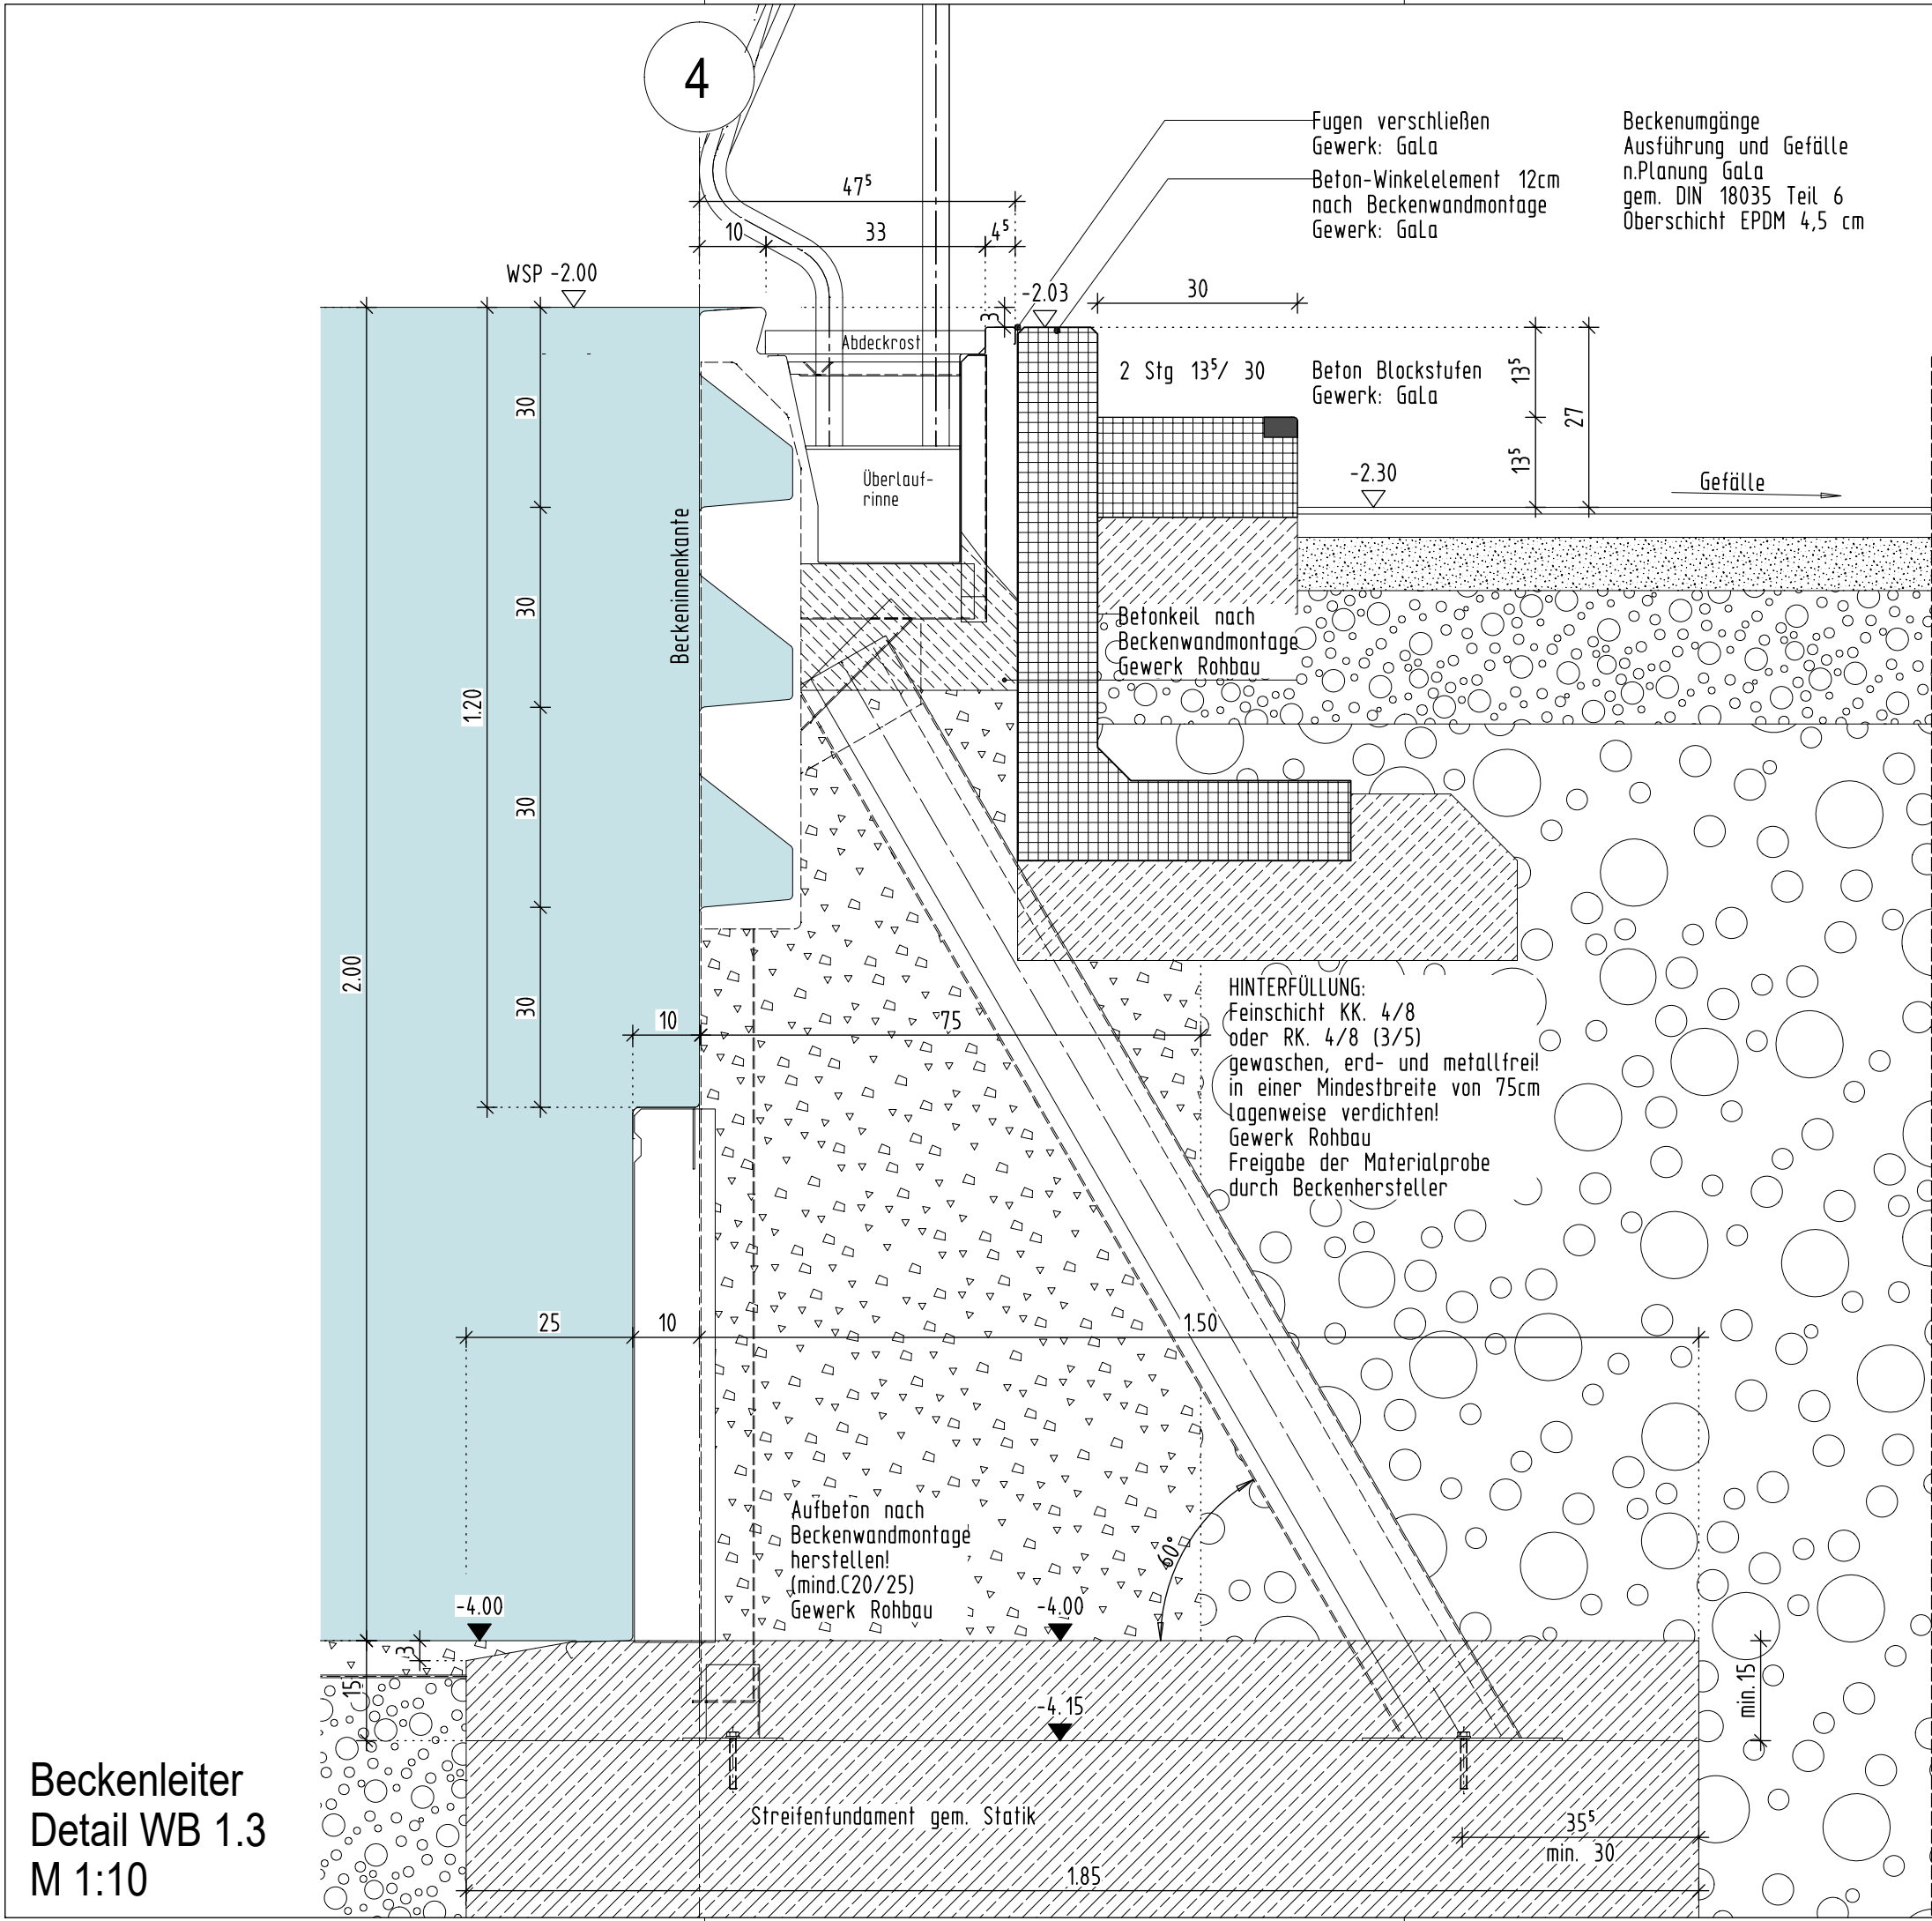 4
Fugen verschließen
Gewerk: GaLa
Beton-Winkelelement 12cm
nach Beckenwandmontage
Gewerk: GaLa
Beckenumgänge
Ausführung und Gefälle
n.Planung GaLa
gem. DIN 18035 Teil 6
Oberschicht EPDM 4,5 cm
47⁵
10
33
4⁵
WSP -2.00
-2.03
3
30
Abdeckrost
2 Stg 13⁵/ 30
Beton Blockstufen
Gewerk: GaLa
13⁵
27
13⁵
30
Überlauf-
rinne
-2.30
Gefälle
Beckeninnenkante
30
1.20
Betonkeil nach
Beckenwandmontage
Gewerk Rohbau
30
2.00
30
10
75
HINTERFÜLLUNG:
Feinschicht KK. 4/8
oder RK. 4/8 (3/5)
gewaschen, erd- und metallfrei!
in einer Mindestbreite von 75cm
lagenweise verdichten!
Gewerk Rohbau
Freigabe der Materialprobe
durch Beckenhersteller
25
10
1.50
Aufbeton nach
Beckenwandmontage
herstellen!
(mind.C20/25)
Gewerk Rohbau
60°
-4.00
-4.00
3
15
min.15
-4.15
Beckenleiter
Detail WB 1.3
M 1:10
Streifenfundament gem. Statik
35⁵
min. 30
1.85